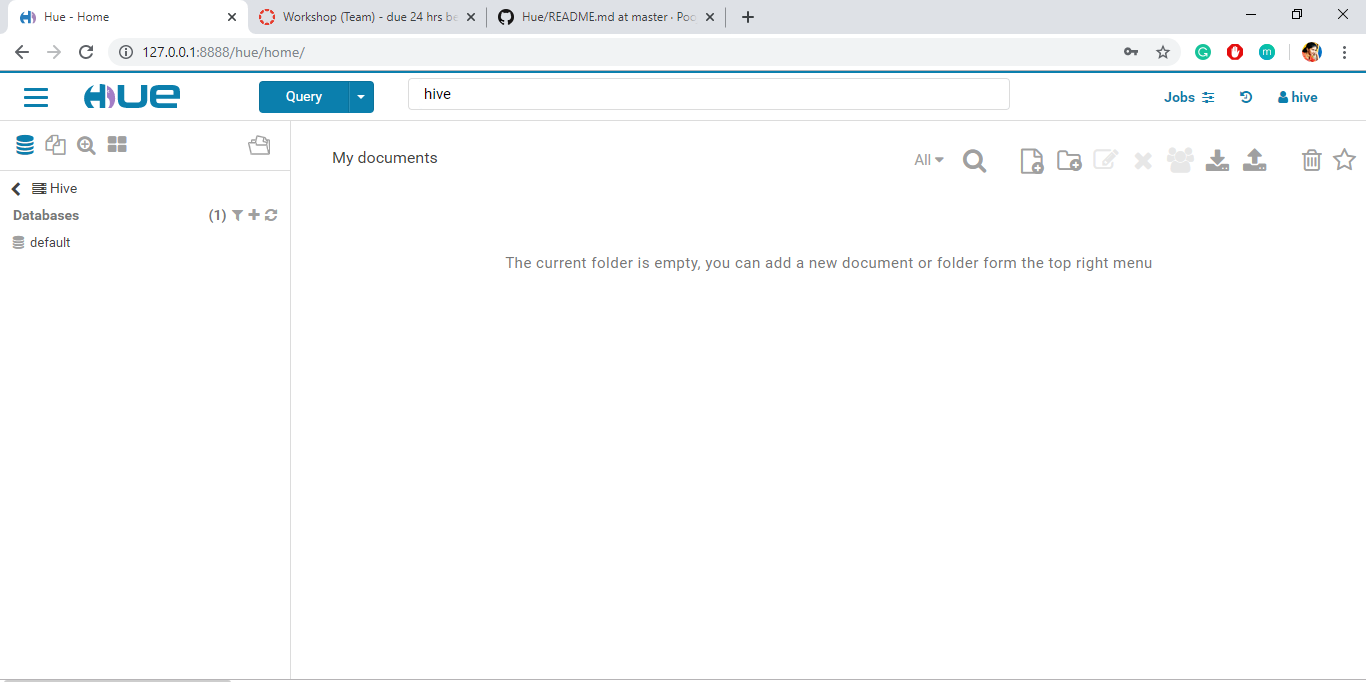 Hue - Home
Workshop (Team) - due 24 hrs be
Hue/README.md at master · Poo
127.0.0.1:8888/hue/home/
HUE
Query
hive
Jobs
hive
My documents
All
Hive
Databases
(1)
default
The current folder is empty, you can add a new document or folder form the top right menu
G
m